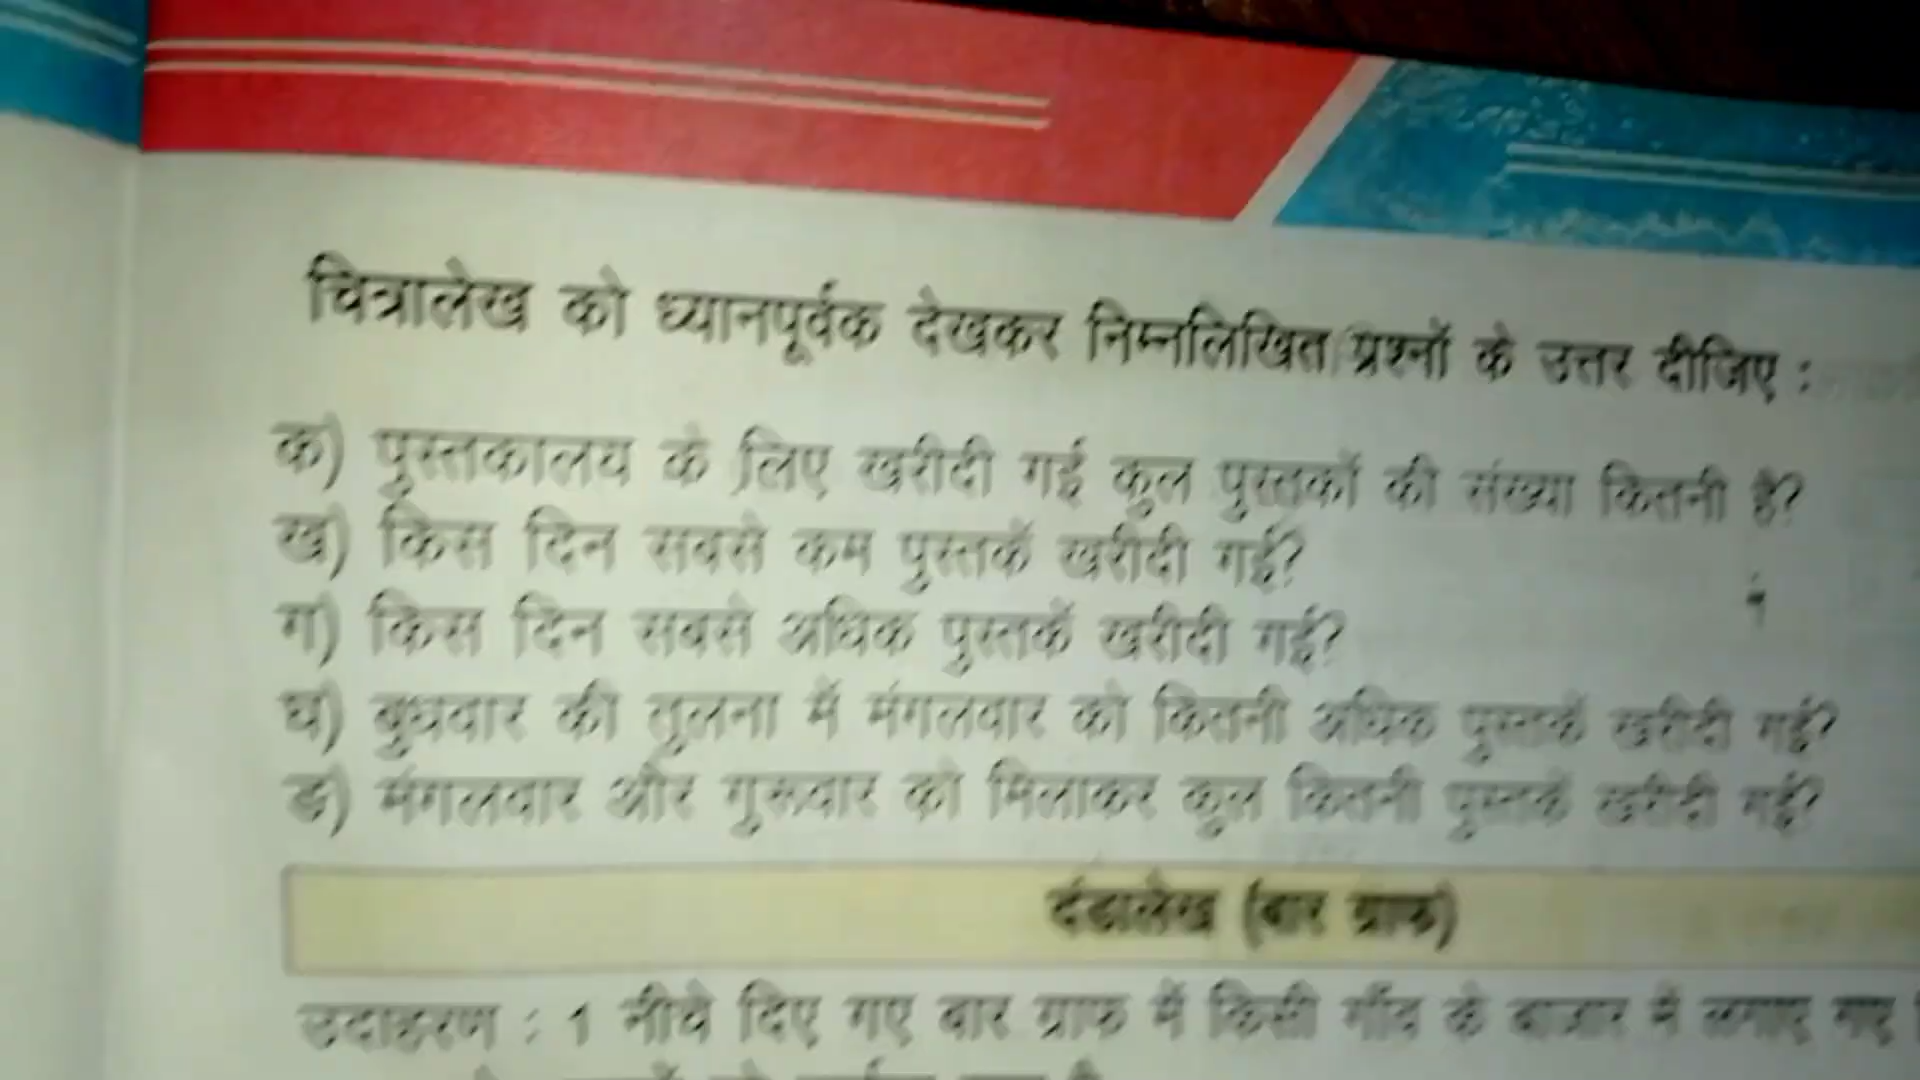 चित्रालेख को ध्यानपूर्वक देखकर निम्नलिखित प्रश्नों के उत्तर दीजिए :
क) पुस्तकालय के लिए खरीदी गई कुल पुस्तकों की संख्या कितनी है?
ख) किस दिन सबसे कम पुस्तकें खरीदी गई?
ग) किस दिन सबसे अधिक पुस्तकें खरीदी गई?
घ) बुधवार की तुलना में मंगलवार को कितनी अधिक पुस्तकें खरीदी गई?
ङ) मंगलवार और गुरूवार को मिलाकर कुल कितनी पुस्तकें खरीदी गई?
दंडालेख (बार ग्राफ)
उदाहरण : 1 नीचे दिए गए बार ग्राफ में किसी गाँव के बाजार में लगाए गए